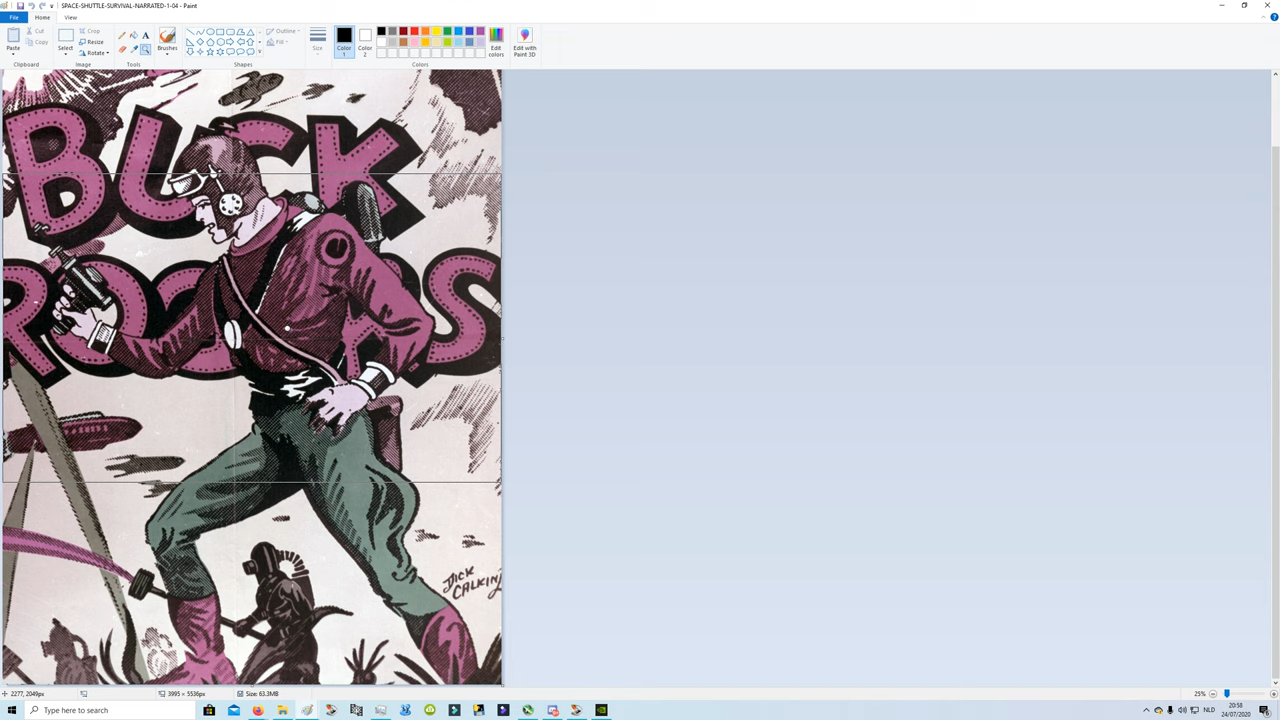 SPACE-SHUTTLE-SURVIVAL-NARRATED-1-04 - Paint
File
Home
View
Paste
Cut
Copy
Clipboard
Select
Crop
Resize
Rotate
Image
A
Tools
Brushes
Outline
Fill
Shapes
Size
Color
1
Color
2
Edit
colors
Edit with
Paint 3D
Colors
BUCK
ROGERS
DICK
CALKINS
2277, 2049px
3995 × 5536px
Size: 63.3MB
25%
Type here to search
NLD
20:58
24/07/2020